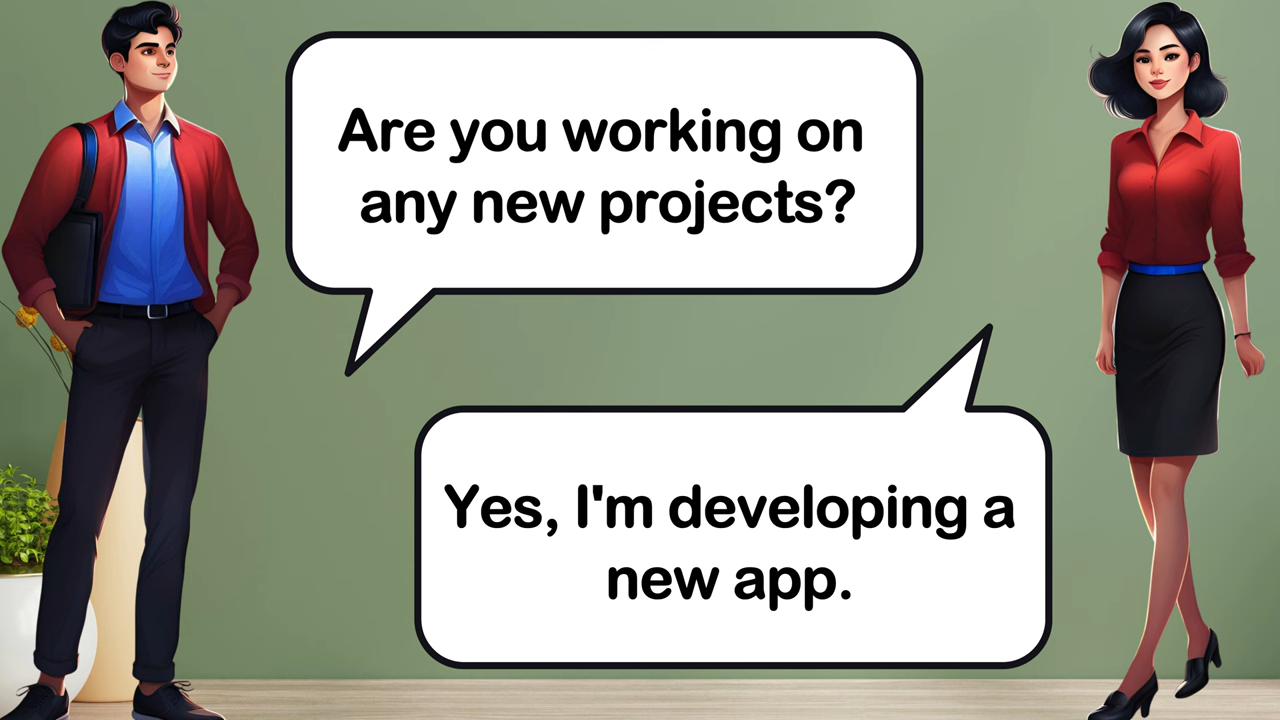 Are you working on
any new projects?
Yes, I'm developing a
new app.